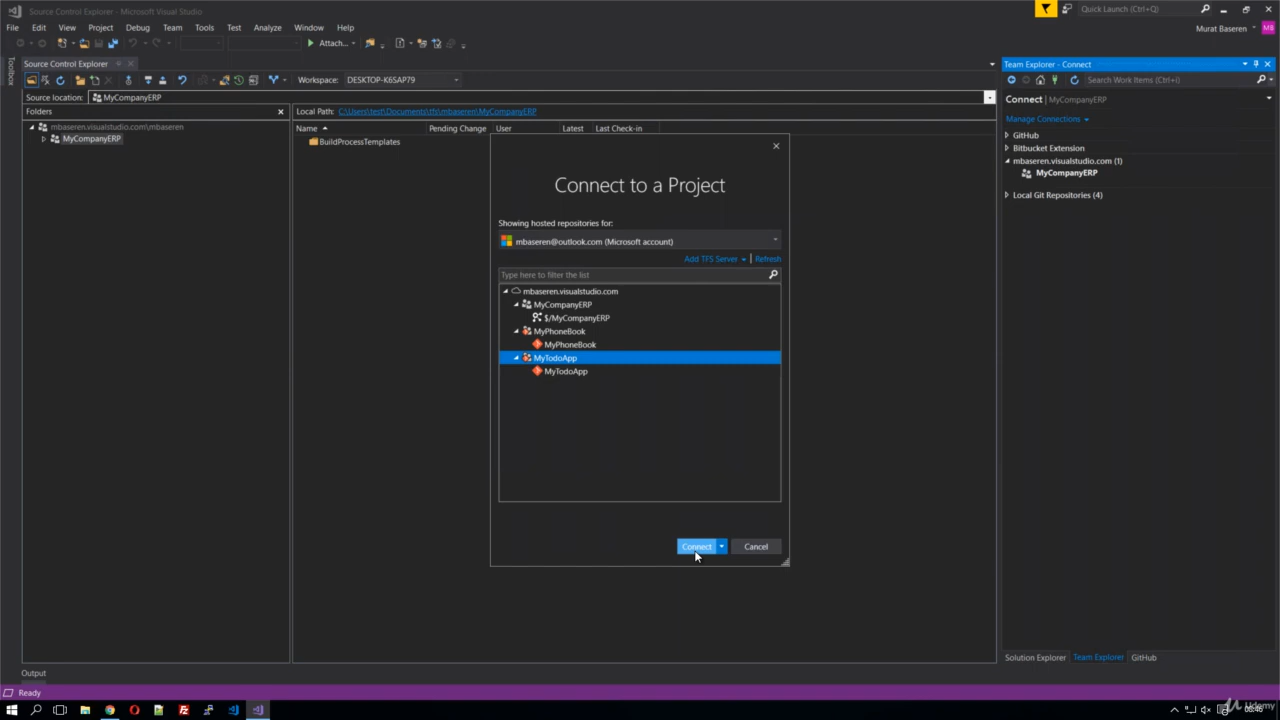 Source Control Explorer - Microsoft Visual Studio
Quick Launch (Ctrl+Q)
File Edit View Project Debug Team Tools Test Analyze Window Help
Murat Baseren MB
Attach...
Toolbox
Source Control Explorer
Workspace: DESKTOP-K6SAP79
Source location: MyCompanyERP
Folders
mbaseren.visualstudio.com\mbaseren
MyCompanyERP
Local Path: C:\Users\test\Documents\tfs\mbaseren\MyCompanyERP
Name Pending Change User Latest Last Check-in
BuildProcessTemplates
Connect to a Project
Showing hosted repositories for:
mbaseren@outlook.com (Microsoft account)
Add TFS Server | Refresh
Type here to filter the list
mbaseren.visualstudio.com
MyCompanyERP
$/MyCompanyERP
MyPhoneBook
MyPhoneBook
MyTodoApp
MyTodoApp
Connect Cancel
Team Explorer - Connect
Search Work Items (Ctrl+i)
Connect | MyCompanyERP
Manage Connections
GitHub
Bitbucket Extension
mbaseren.visualstudio.com (1)
MyCompanyERP
Local Git Repositories (4)
Solution Explorer Team Explorer GitHub
Output
Ready
Udemy